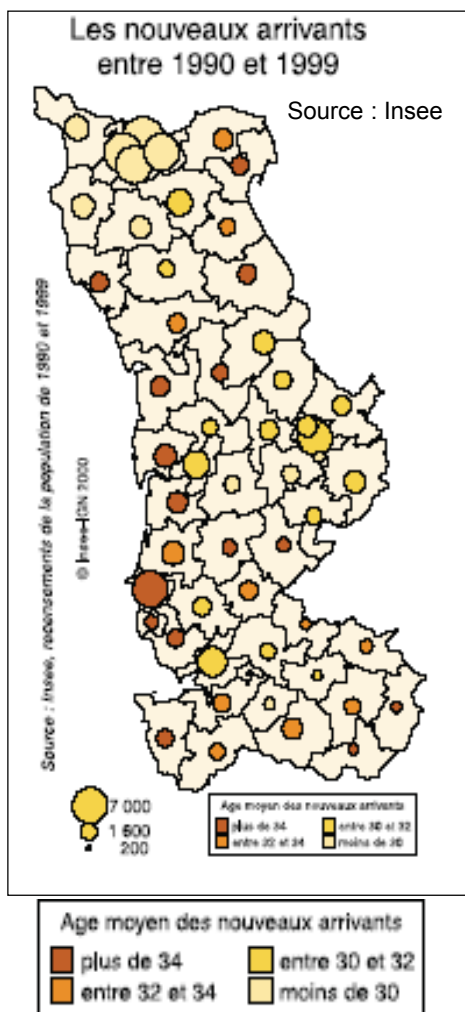 Les nouveaux arrivants
entre 1990 et 1999
Source : Insee
Source : Insee, recensements de la population de 1990 et 1999
© Insee-IGN 2000
7 000
1 600
200
Age moyen des nouveaux arrivants
plus de 34
entre 30 et 32
entre 32 et 34
moins de 30
Age moyen des nouveaux arrivants
plus de 34
entre 30 et 32
entre 32 et 34
moins de 30